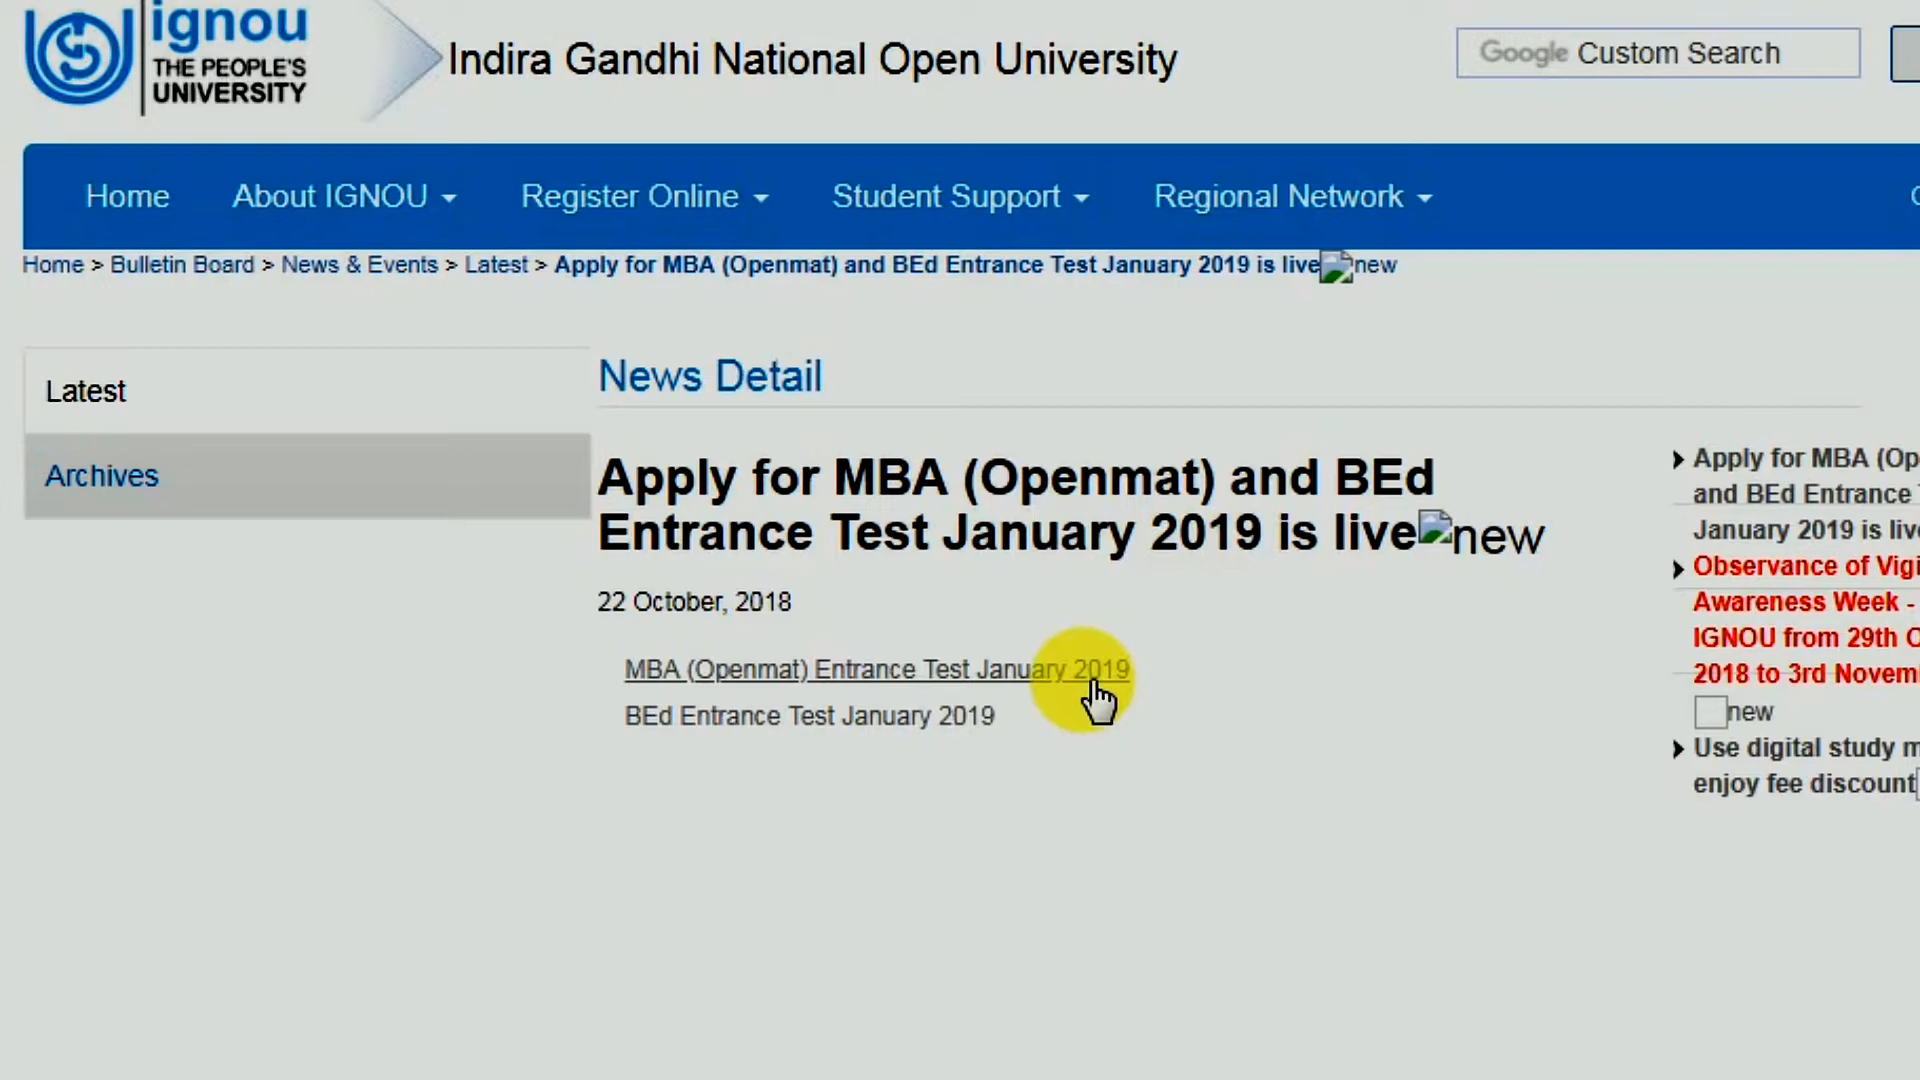 ignou
THE PEOPLE'S
UNIVERSITY
Indira Gandhi National Open University
Google Custom Search
Home About IGNOU Register Online Student Support Regional Network
Home > Bulletin Board > News & Events > Latest > Apply for MBA (Openmat) and BEd Entrance Test January 2019 is live new
Latest
Archives
News Detail
Apply for MBA (Openmat) and BEd
Entrance Test January 2019 is live new
22 October, 2018
MBA (Openmat) Entrance Test January 2019
BEd Entrance Test January 2019
Apply for MBA
and BEd Entrance
January 2019 is
Observance of
Awareness Week -
IGNOU from 29th
2018 to 3rd
new
Use digital study
enjoy fee discount